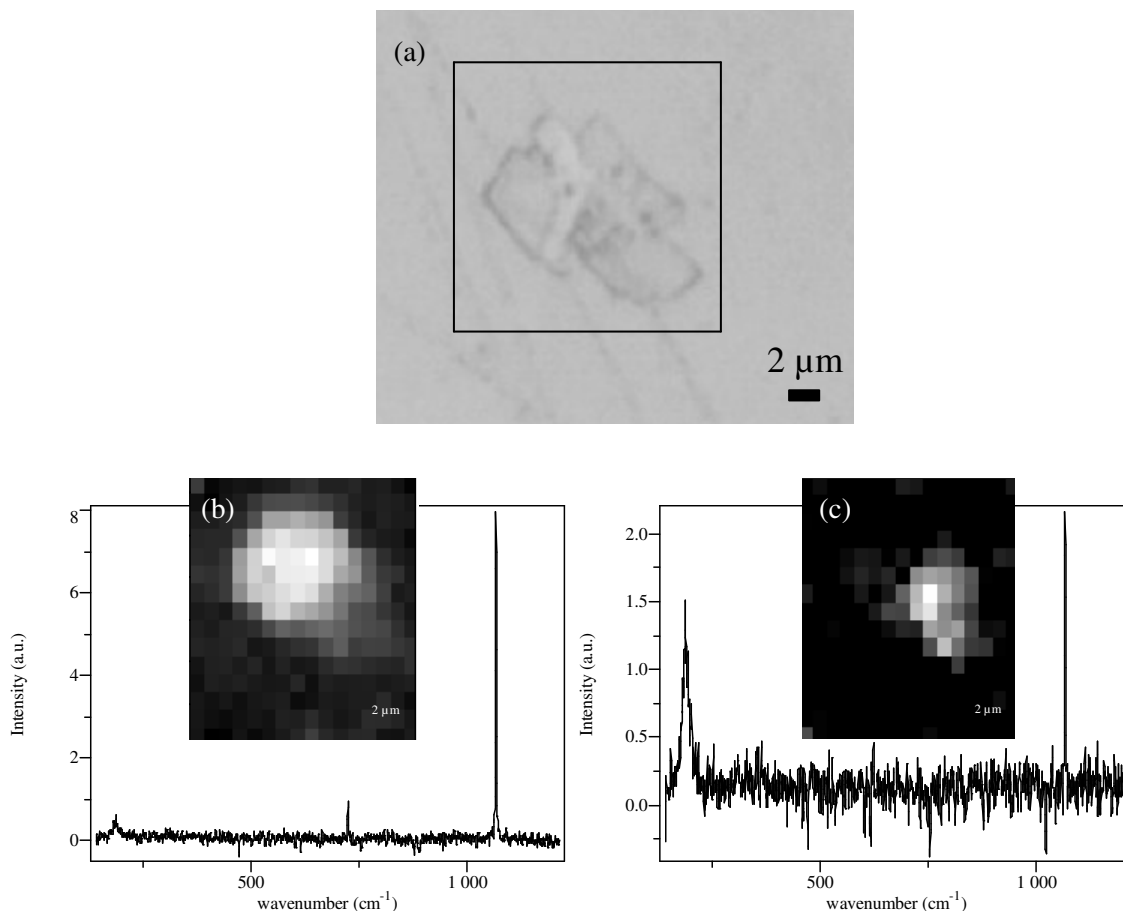 (a)
2 µm
(b)
8
6
4
2
0
2 µm
500
1 000
wavenumber (cm-1)
Intensity (a.u.)
(c)
2.0
1.5
1.0
0.5
0.0
2 µm
500
1 000
wavenumber (cm-1)
Intensity (a.u.)